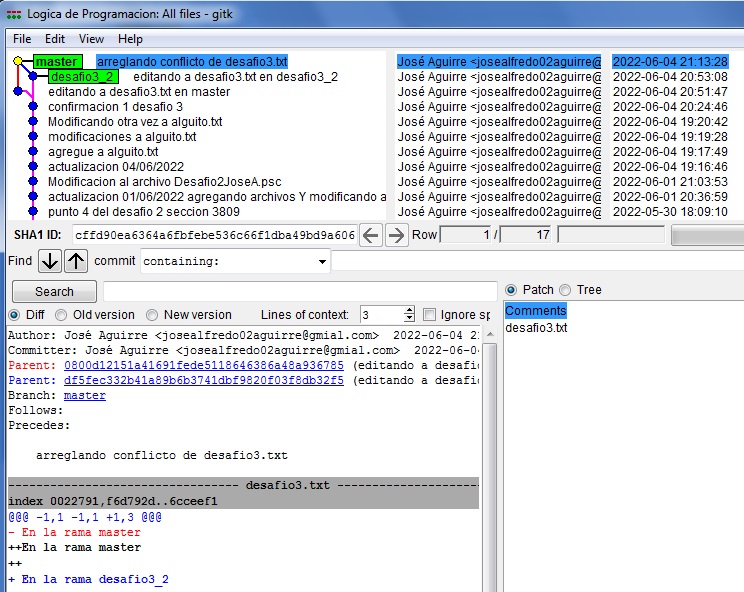 Logica de Programacion: All files - gitk
File Edit View Help
master arreglando conflicto de desafio3.txt José Aguirre <josealfredo02aguirre@ 2022-06-04 21:13:28
desafio3_2 editando a desafio3.txt en desafio3_2 José Aguirre <josealfredo02aguirre@ 2022-06-04 20:53:08
editando a desafio3.txt en master José Aguirre <josealfredo02aguirre@ 2022-06-04 20:51:47
confirmacion 1 desafio 3 José Aguirre <josealfredo02aguirre@ 2022-06-04 20:24:46
Modificando otra vez a alguito.txt José Aguirre <josealfredo02aguirre@ 2022-06-04 19:20:42
modificaciones a alguito.txt José Aguirre <josealfredo02aguirre@ 2022-06-04 19:19:28
agregue a alguito.txt José Aguirre <josealfredo02aguirre@ 2022-06-04 19:17:49
actualizacion 04/06/2022 José Aguirre <josealfredo02aguirre@ 2022-06-04 19:16:46
Modificacion al archivo Desafio2JoseA.psc José Aguirre <josealfredo02aguirre@ 2022-06-01 21:03:53
actualizacion 01/06/2022 agregando archivos Y modificando a José Aguirre <josealfredo02aguirre@ 2022-06-01 20:36:59
punto 4 del desafio 2 seccion 3809 José Aguirre <josealfredo02aguirre@ 2022-05-30 18:09:10
SHA1 ID: cffd90ea6364a6fbfebe536c66f1dba49bd9a606 Row 1 / 17
Find commit containing:
Search
Patch Tree
Diff Old version New version Lines of context: 3 Ignore sp
Comments
desafio3.txt
Author: José Aguirre <josealfredo02aguirre@gmial.com> 2022-06-04 2
Committer: José Aguirre <josealfredo02aguirre@gmial.com> 2022-06-0
Parent: 0800d12151a41691fede5118646386a48a936785 (editando a desafi
Parent: df5fec332b41a89b6b3741dbf9820f03f8db32f5 (editando a desafi
Branch: master
Follows:
Precedes:
arreglando conflicto de desafio3.txt
--------------------------------- desafio3.txt --------------------
index 0022791,f6d792d..6cceef1
@@@ -1,1 -1,1 +1,3 @@@
- En la rama master
++En la rama master
++
+ En la rama desafio3_2